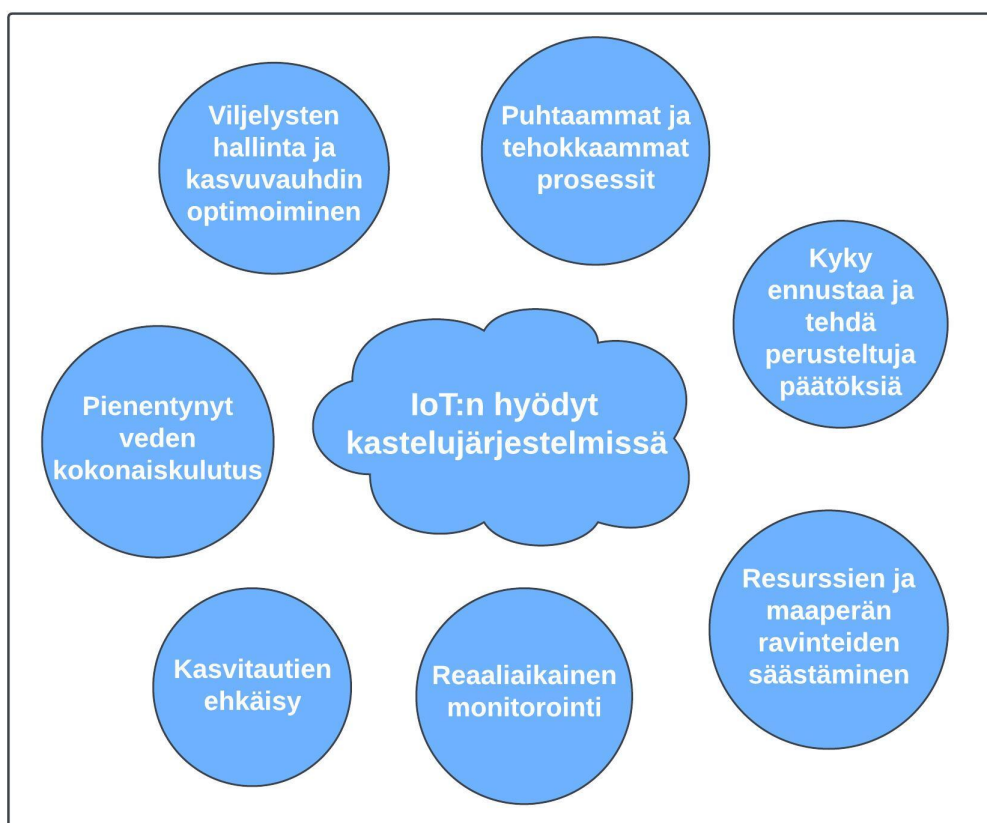 Viljelysten
hallinta ja
kasvuvauhdin
optimoiminen
Puhtaammat ja
tehokkaammat
prosessit
Kyky
ennustaa ja
tehdä
perusteltuja
päätöksiä
Pienentynyt
veden
kokonaiskulutus
IoT:n hyödyt
kastelujärjestelmissä
Resurssien ja
maaperän
ravinteiden
säästäminen
Kasvitautien
ehkäisy
Reaaliaikainen
monitorointi